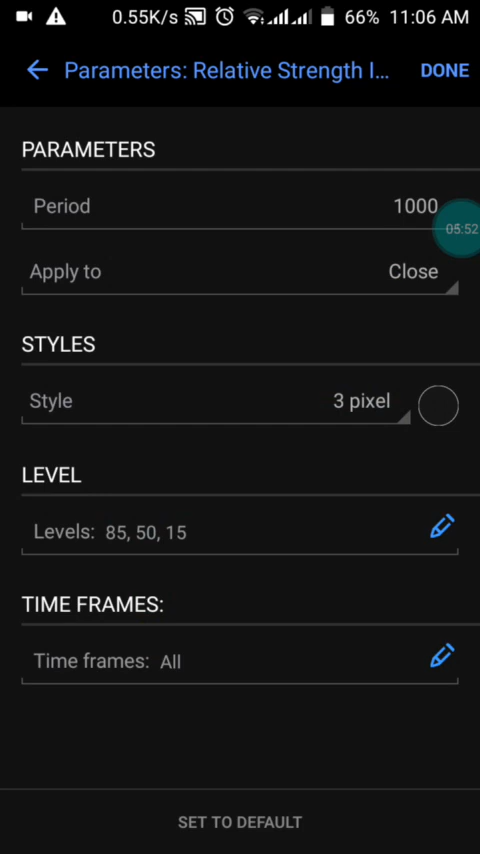 0.55K/s 66% 11:06 AM
Parameters: Relative Strength I... DONE
PARAMETERS
Period 1000
05:52
Apply to Close
STYLES
Style 3 pixel
LEVEL
Levels: 85, 50, 15
TIME FRAMES:
Time frames: All
SET TO DEFAULT